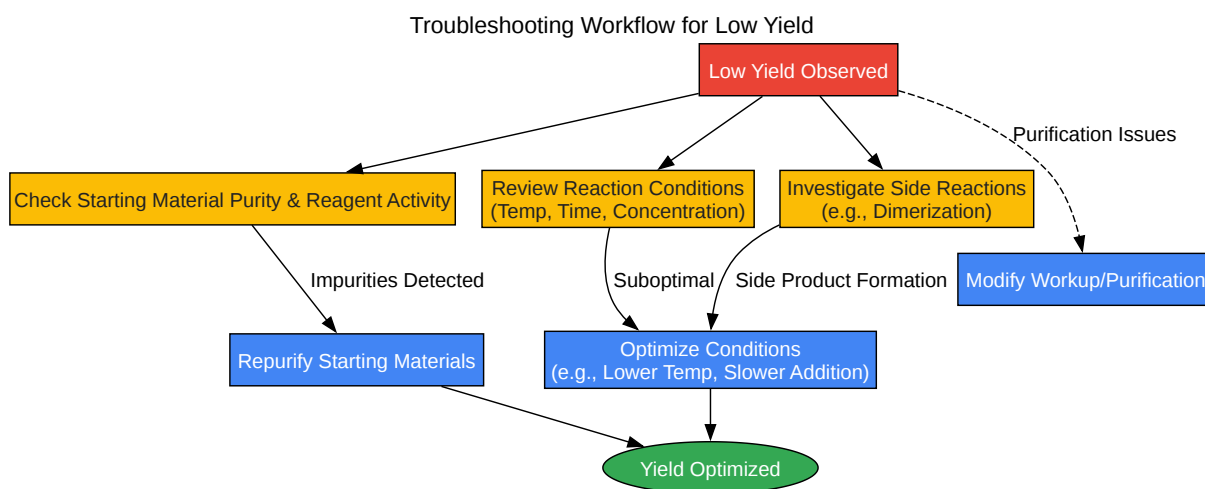 Troubleshooting Workflow for Low Yield
Low Yield Observed
Purification Issues
Check Starting Material Purity & Reagent Activity
Review Reaction Conditions
(Temp, Time, Concentration)
Investigate Side Reactions
(e.g., Dimerization)
Impurities Detected
Suboptimal
Side Product Formation
Modify Workup/Purification
Repurify Starting Materials
Optimize Conditions
(e.g., Lower Temp, Slower Addition)
Yield Optimized